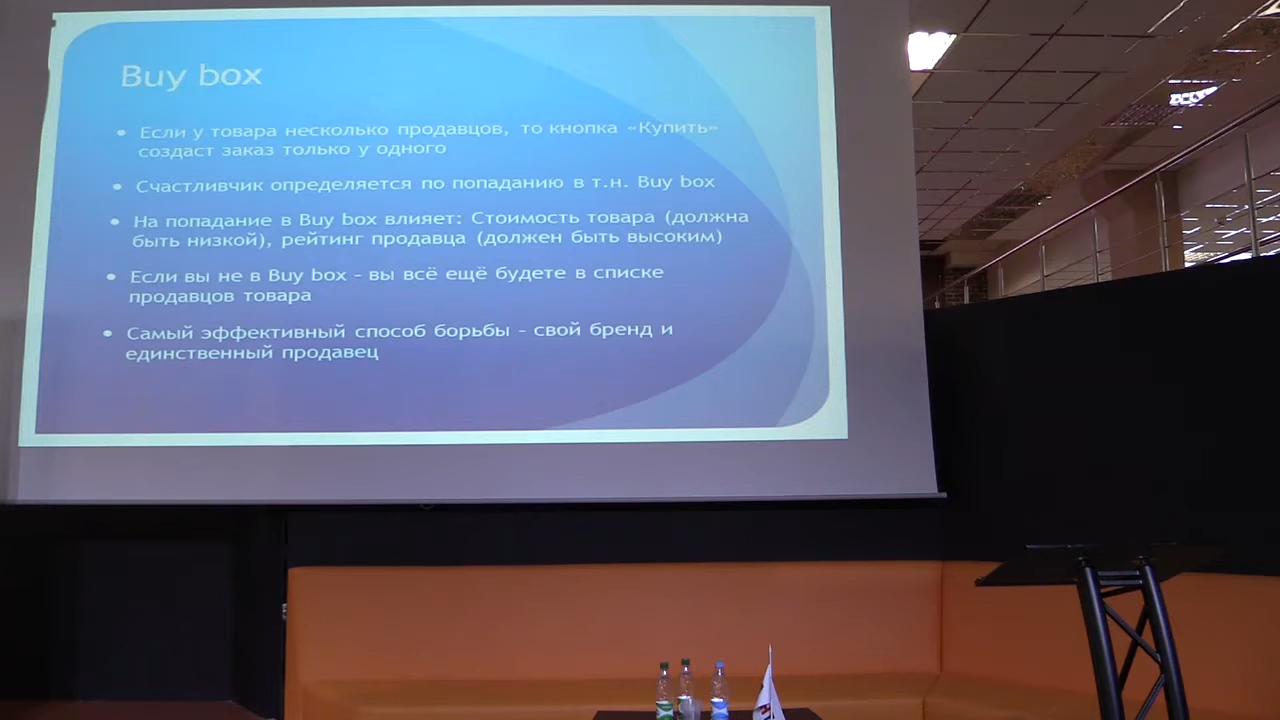 Buy box
• Если у товара несколько продавцов, то кнопка «Купить»
создаст заказ только у одного
• Счастливчик определяется по попаданию в т.н. Buy box
• На попадание в Buy box влияет: Стоимость товара (должна
быть низкой), рейтинг продавца (должен быть высоким)
• Если вы не в Buy box - вы всё ещё будете в списке
продавцов товара
• Самый эффективный способ борьбы - свой бренд и
единственный продавец